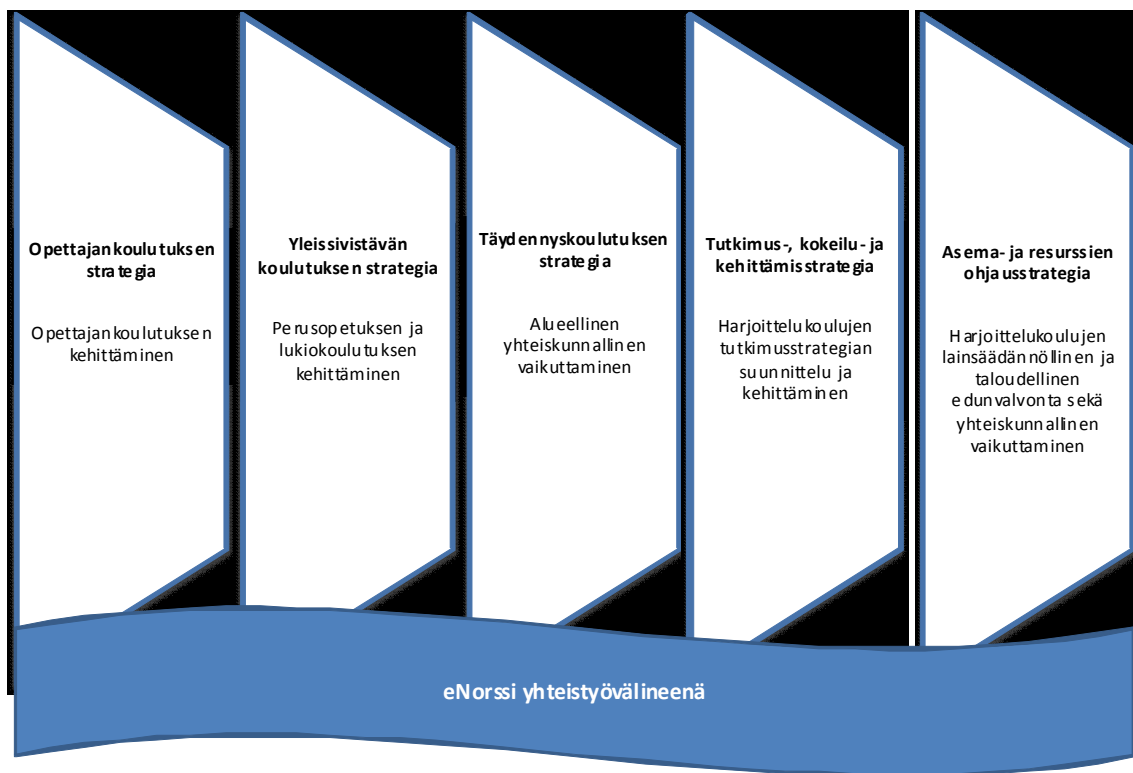 Opettajankoulutuksen
strategia
Opettajankoulutuksen
kehittäminen
Yleissivistävän
koulutuksen strategia
Perusopetuksen ja
lukiokoulutuksen
kehittäminen
Täydennyskoulutuksen
strategia
Alueellinen
yhteiskunnallinen
vaikuttaminen
Tutkimus-, kokeilu- ja
kehittämisstrategia
Harjoittelukoulujen
tutkimusstrategian
suunnittelu ja
kehittäminen
Asema- ja resurssien
ohjausstrategia
Harjoittelukoulujen
lainsäädännöllinen ja
taloudellinen
edunvalvonta sekä
yhteiskunnallinen
vaikuttaminen
eNorssi yhteistyövälineenä